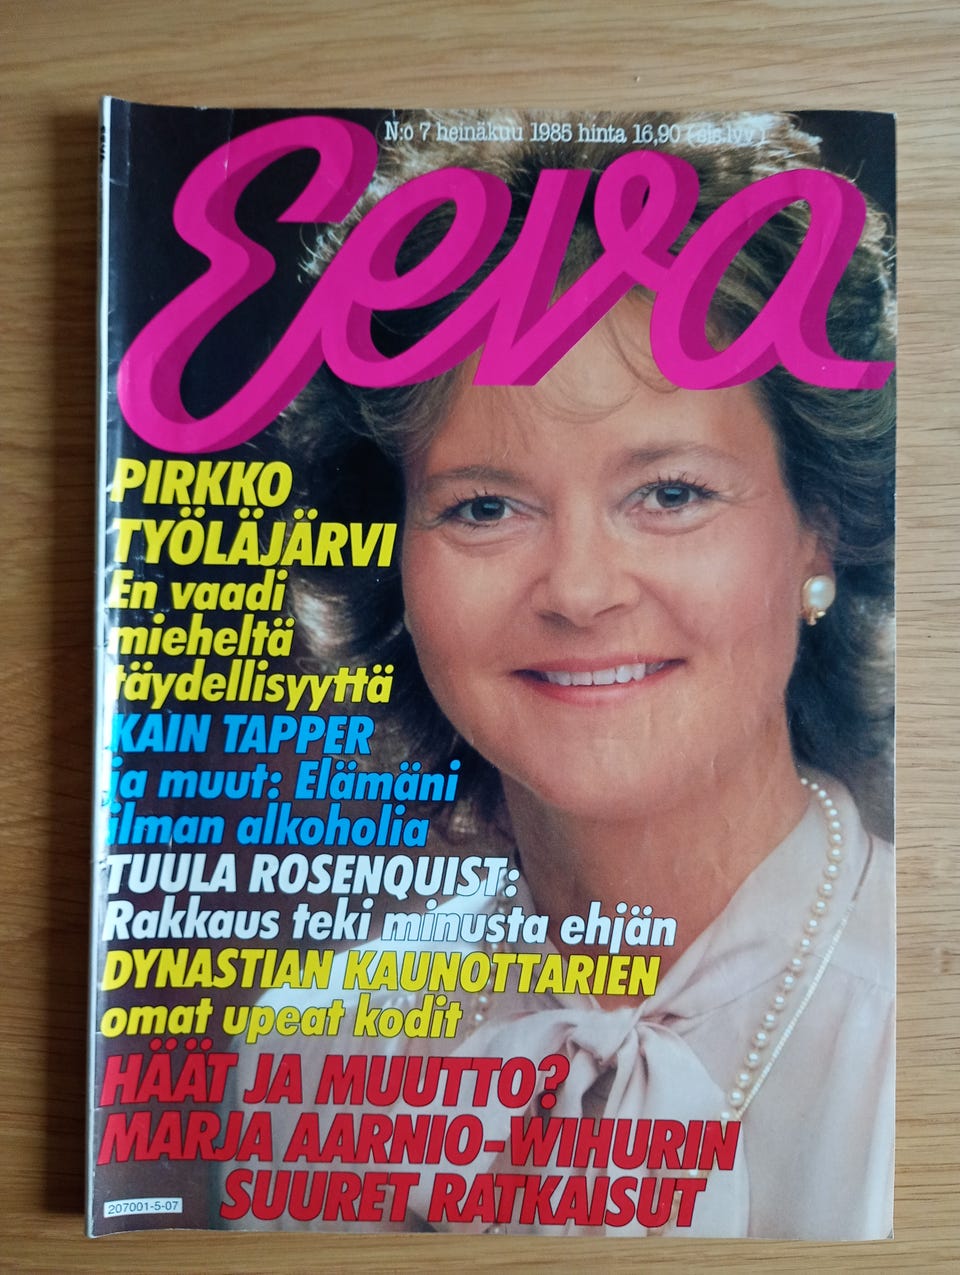 N:o 7 heinäkuu 1985 hinta 16,90 (sis.lvv)
Eeva
PIRKKO
TYÖLÄJÄRVI
En vaadi
mieheltä
täydellisyyttä
KAIN TAPPER
ja muut: Elämäni
ilman alkoholia
TUULA ROSENQUIST:
Rakkaus teki minusta ehjän
DYNASTIAN KAUNOTTARIEN
omat upeat kodit
HÄÄT JA MUUTTO?
MARJA AARNIO-WIHURIN
SUURET RATKAISUT
207001-5-07